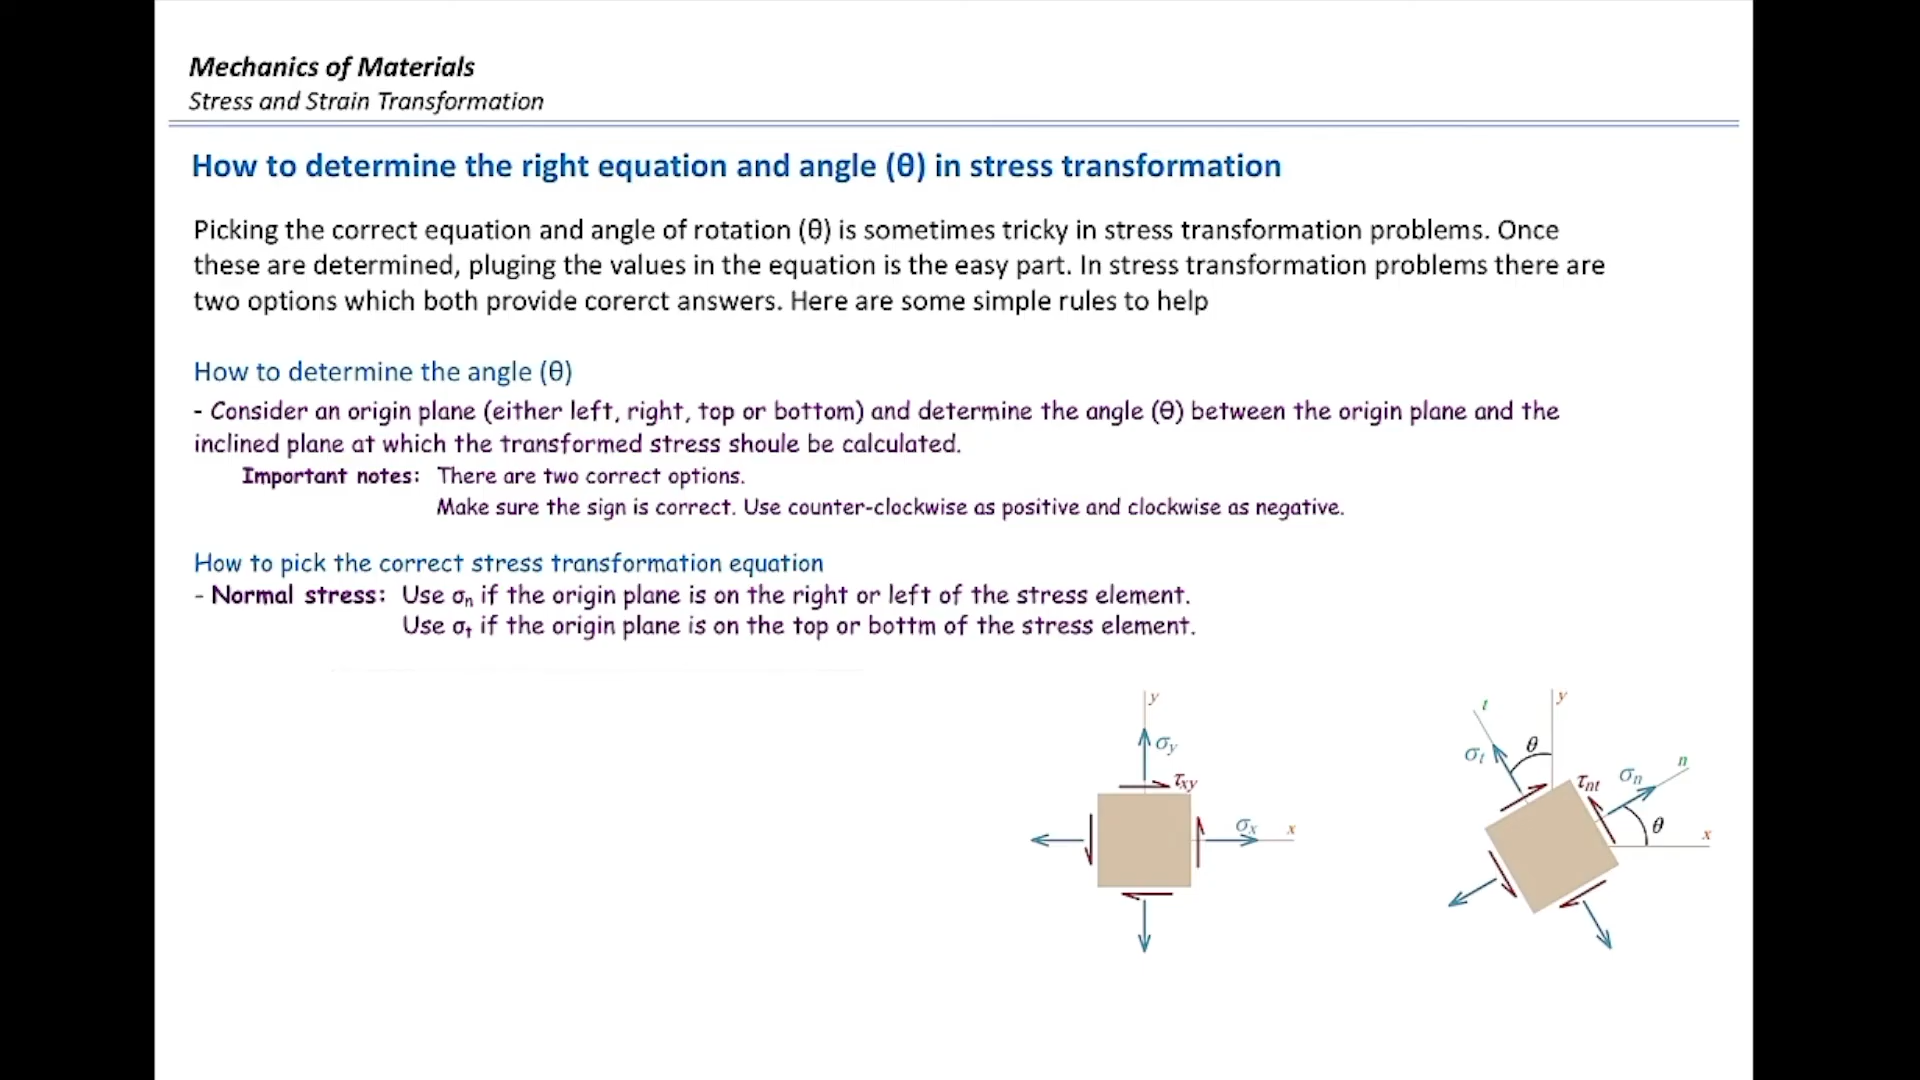 Mechanics of Materials
Stress and Strain Transformation
How to determine the right equation and angle (θ) in stress transformation
Picking the correct equation and angle of rotation (θ) is sometimes tricky in stress transformation problems. Once
these are determined, pluging the values in the equation is the easy part. In stress transformation problems there are
two options which both provide corerct answers. Here are some simple rules to help
How to determine the angle (θ)
- Consider an origin plane (either left, right, top or bottom) and determine the angle (θ) between the origin plane and the
inclined plane at which the transformed stress shoule be calculated.
Important notes: There are two correct options.
Make sure the sign is correct. Use counter-clockwise as positive and clockwise as negative.
How to pick the correct stress transformation equation
- Normal stress: Use σn if the origin plane is on the right or left of the stress element.
Use σt if the origin plane is on the top or bottm of the stress element.
y
σy
τxy
σx
x
t
y
σt
θ
τnt
σn
n
θ
x